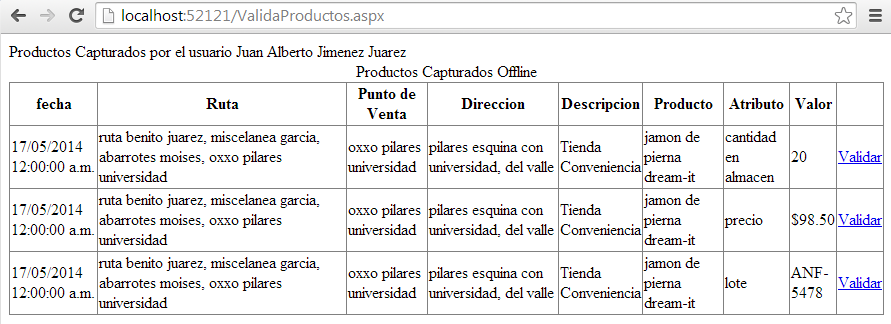 localhost:52121/ValidaProductos.aspx
Productos Capturados por el usuario Juan Alberto Jimenez Juarez
Productos Capturados Offline
fecha
Ruta
Punto de
Venta
Direccion
Descripcion
Producto
Atributo
Valor
17/05/2014
12:00:00 a.m.
ruta benito juarez, miscelanea garcia,
abarrotes moises, oxxo pilares
universidad
oxxo pilares
universidad
pilares esquina con
universidad, del valle
Tienda
Conveniencia
jamon de
pierna
dream-it
cantidad
en
almacen
20
Validar
17/05/2014
12:00:00 a.m.
ruta benito juarez, miscelanea garcia,
abarrotes moises, oxxo pilares
universidad
oxxo pilares
universidad
pilares esquina con
universidad, del valle
Tienda
Conveniencia
jamon de
pierna
dream-it
precio
$98.50
Validar
17/05/2014
12:00:00 a.m.
ruta benito juarez, miscelanea garcia,
abarrotes moises, oxxo pilares
universidad
oxxo pilares
universidad
pilares esquina con
universidad, del valle
Tienda
Conveniencia
jamon de
pierna
dream-it
lote
ANF-
5478
Validar